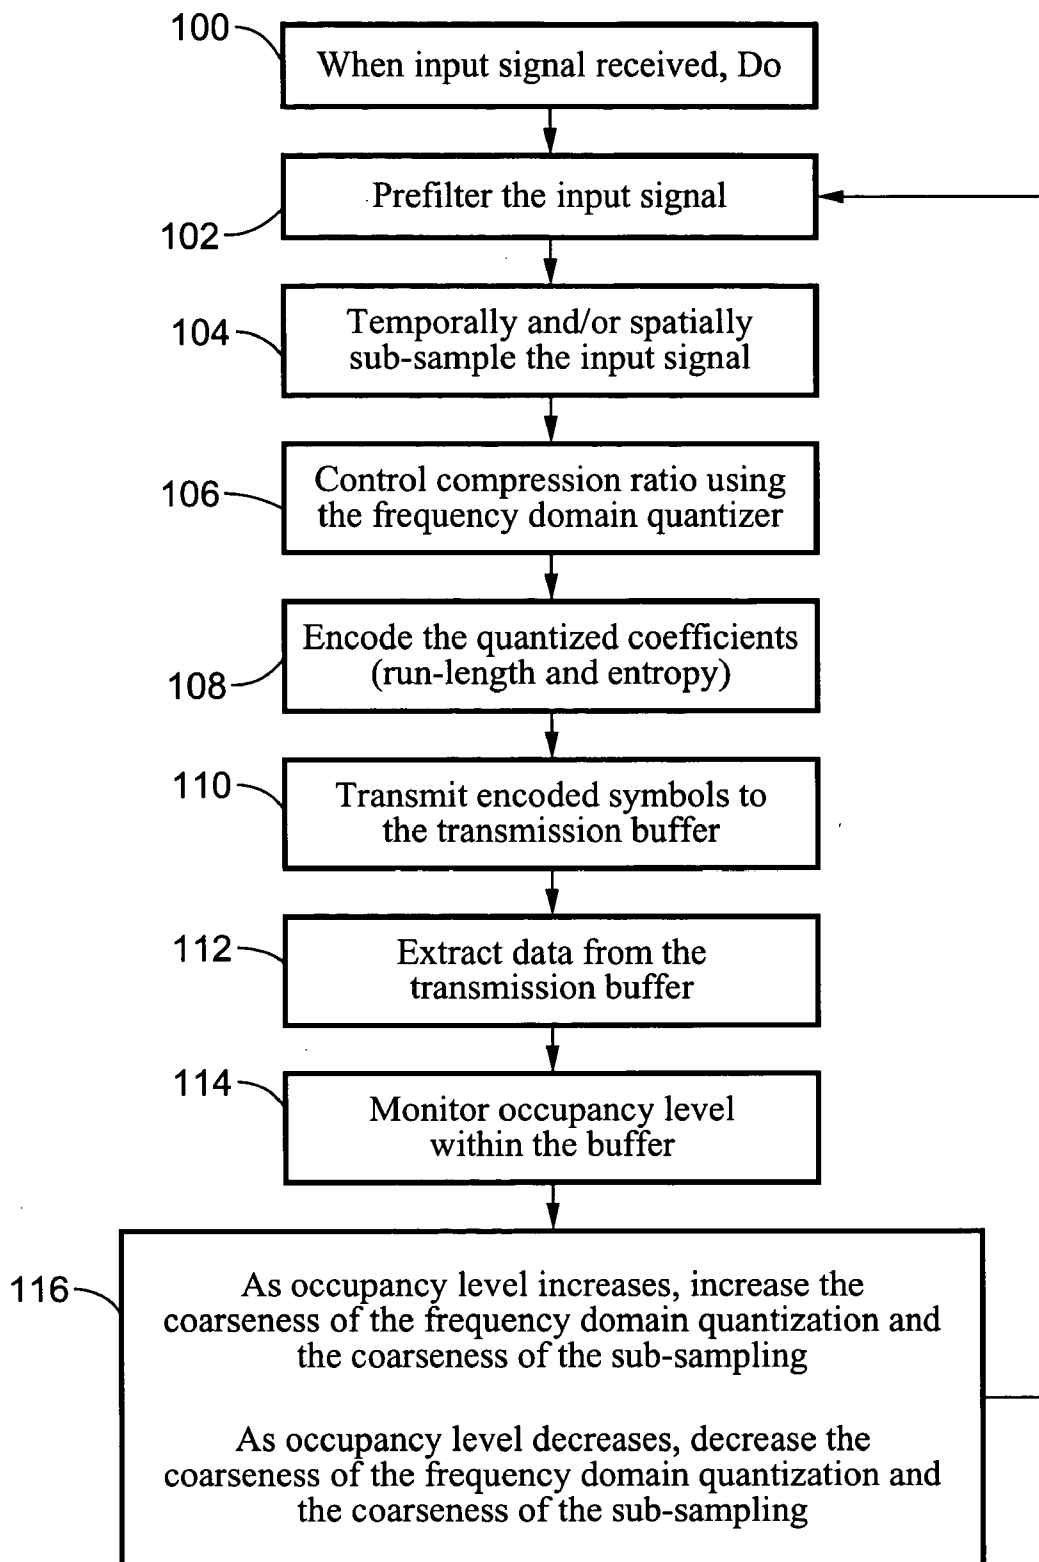 100
When input signal received, Do
102
Prefilter the input signal
104
Temporally and/or spatially
sub-sample the input signal
106
Control compression ratio using
the frequency domain quantizer
108
Encode the quantized coefficients
(run-length and entropy)
110
Transmit encoded symbols to
the transmission buffer
112
Extract data from the
transmission buffer
114
Monitor occupancy level
within the buffer
116
As occupancy level increases, increase the
coarseness of the frequency domain quantization and
the coarseness of the sub-sampling
As occupancy level decreases, decrease the
coarseness of the frequency domain quantization and
the coarseness of the sub-sampling